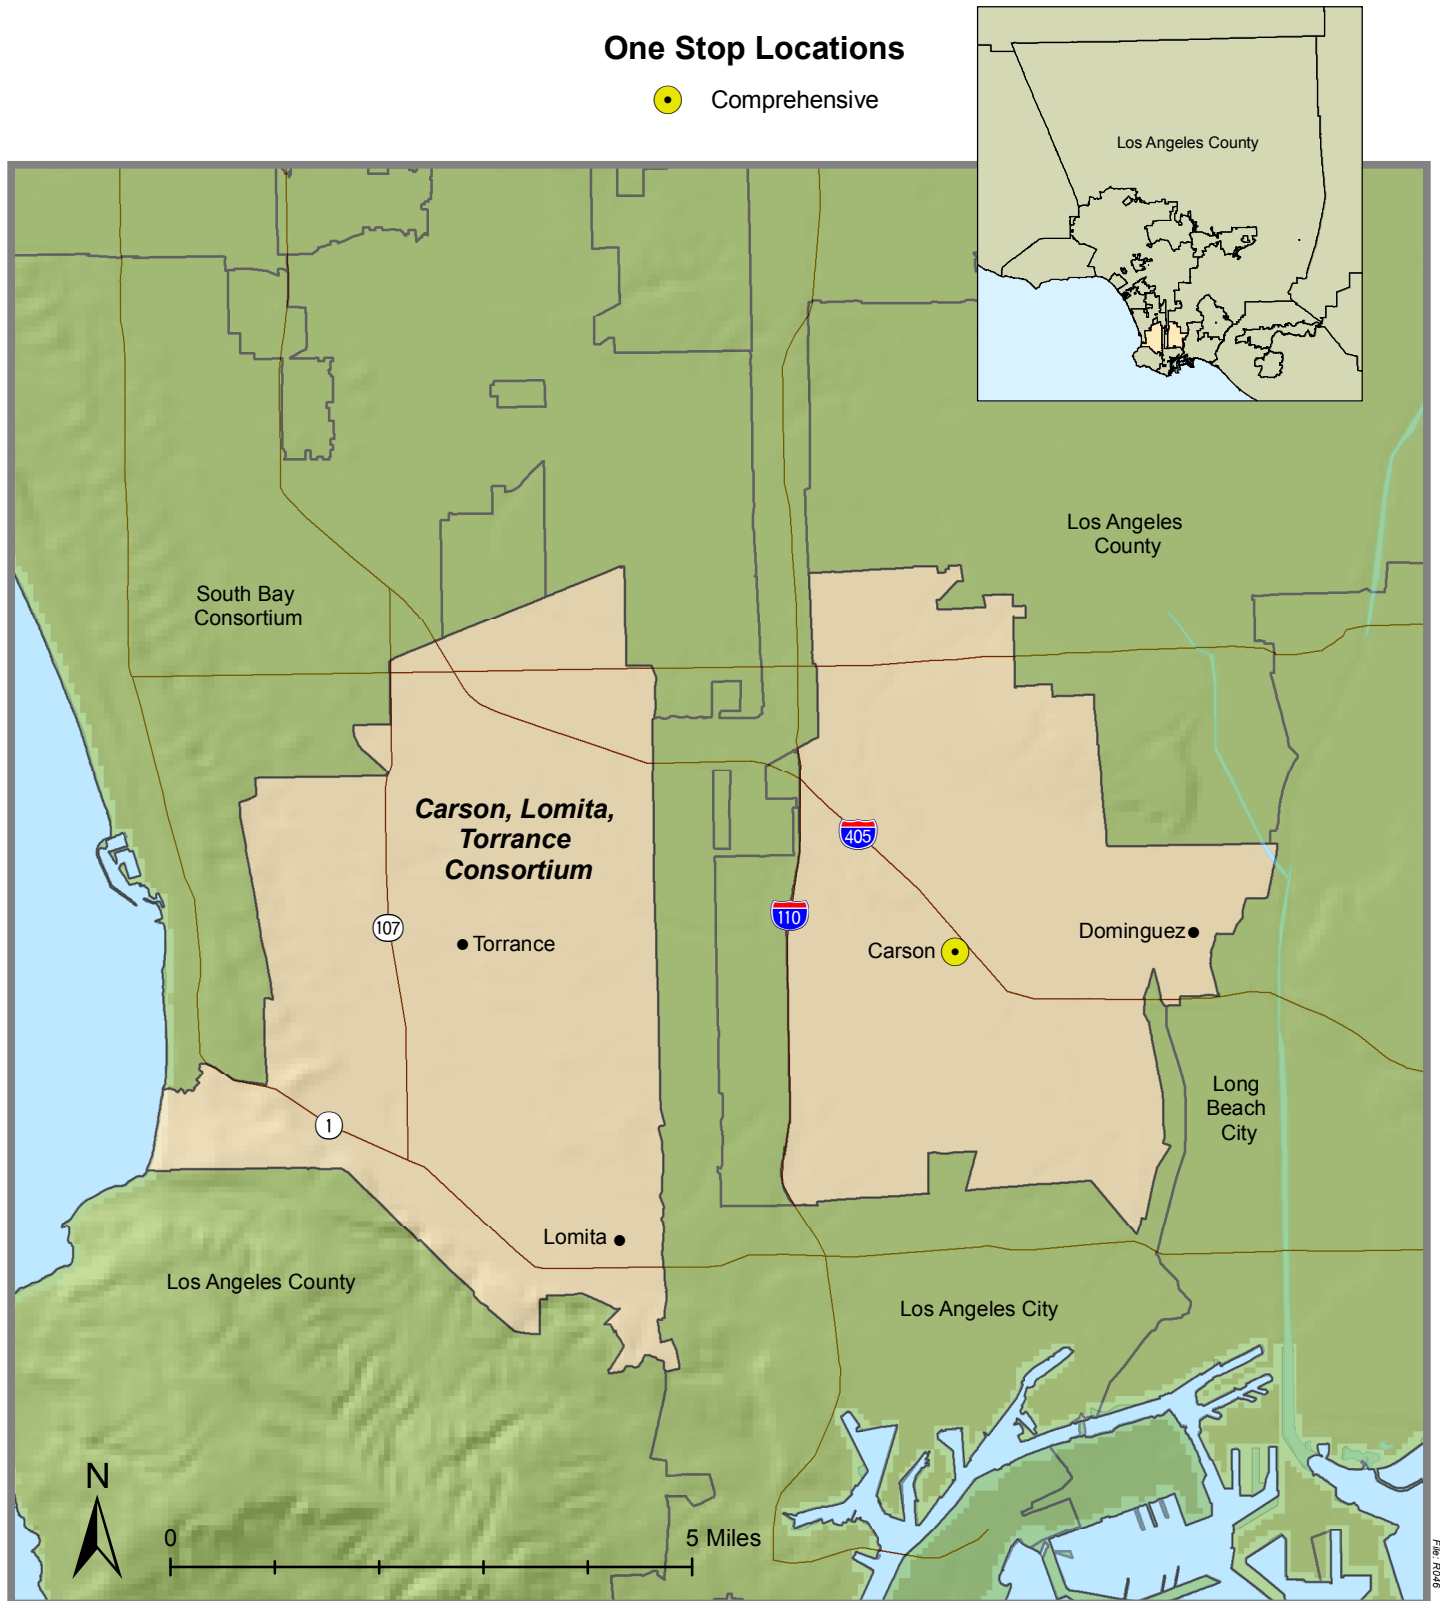 One Stop Locations
Comprehensive
Los Angeles County
Los Angeles
County
South Bay
Consortium
Carson, Lomita,
Torrance
Consortium
405
110
107
Torrance
Carson
Dominguez
Long
Beach
City
1
Lomita
Los Angeles County
Los Angeles City
N
0
5 Miles
File: R046